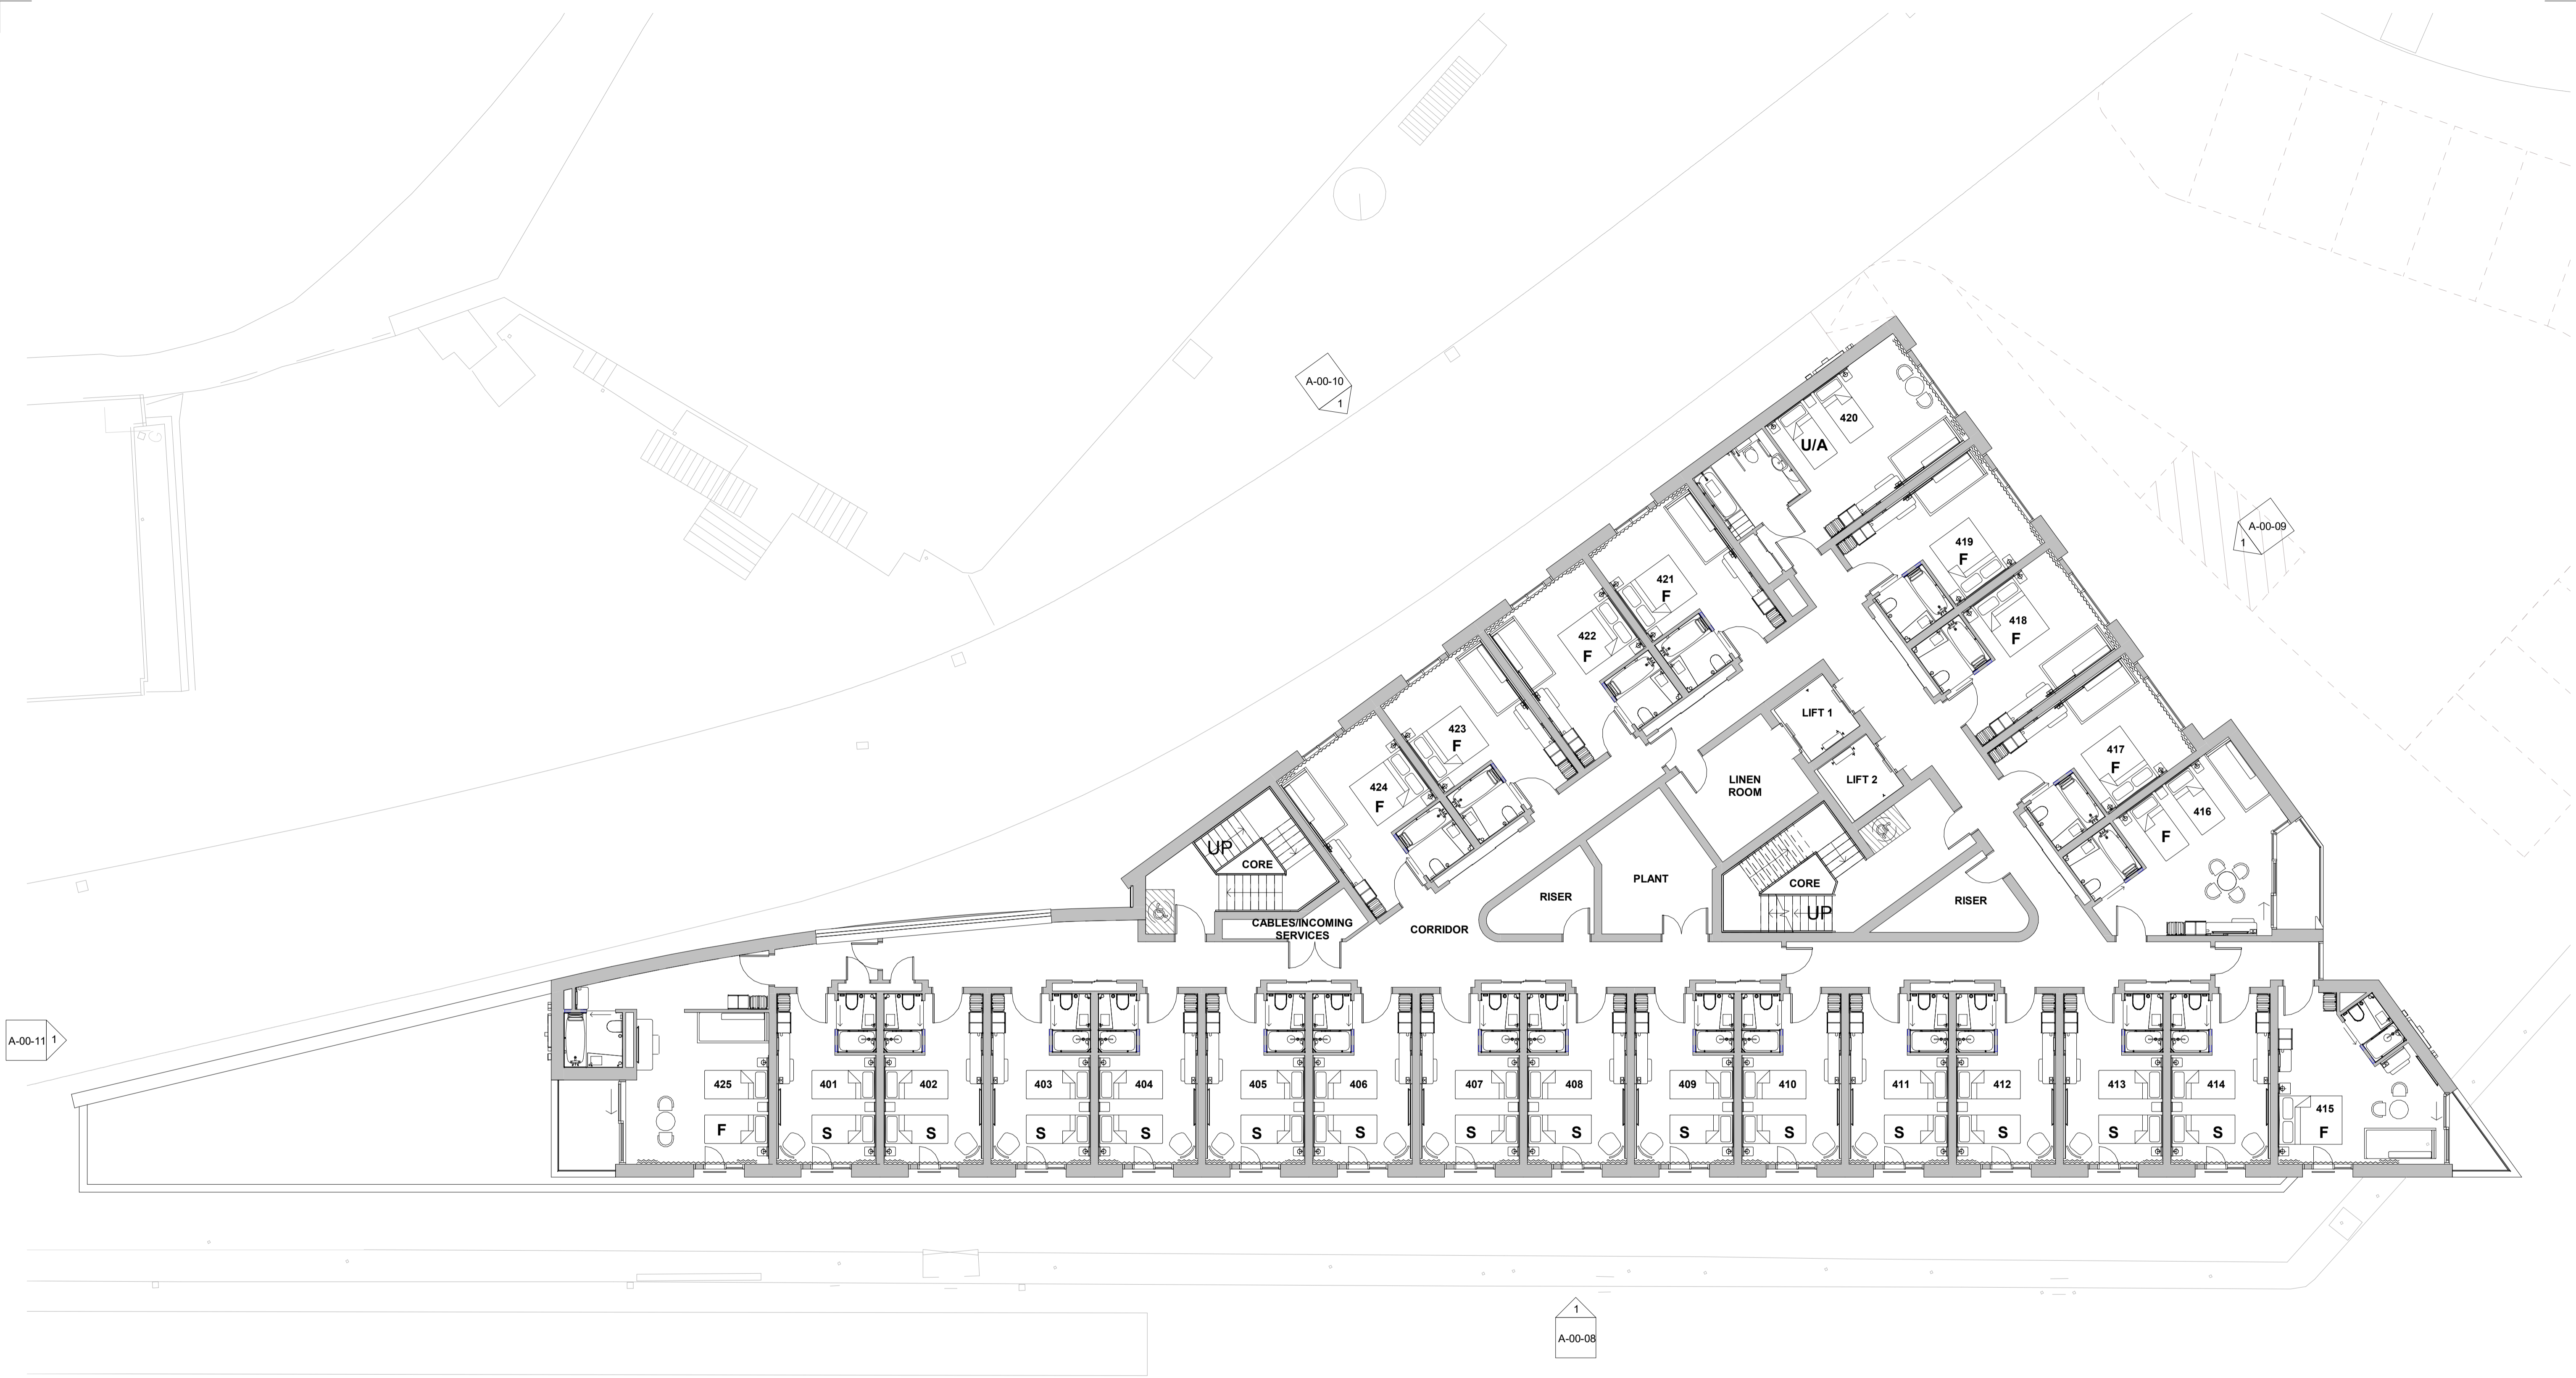 A-00-10
1
420
U/A
A-00-09
1
419
F
421
F
418
F
422
F
LIFT 1
423
F
417
F
LINEN
ROOM
LIFT 2
424
F
416
F
UP
CORE
PLANT
CORE
RISER
RISER
UP
CABLES/INCOMING
SERVICES
CORRIDOR
A-00-11
1
425
401
402
403
404
405
406
407
408
409
410
411
412
413
414
415
F
S
S
S
S
S
S
S
S
S
S
S
S
S
S
F
1
A-00-08